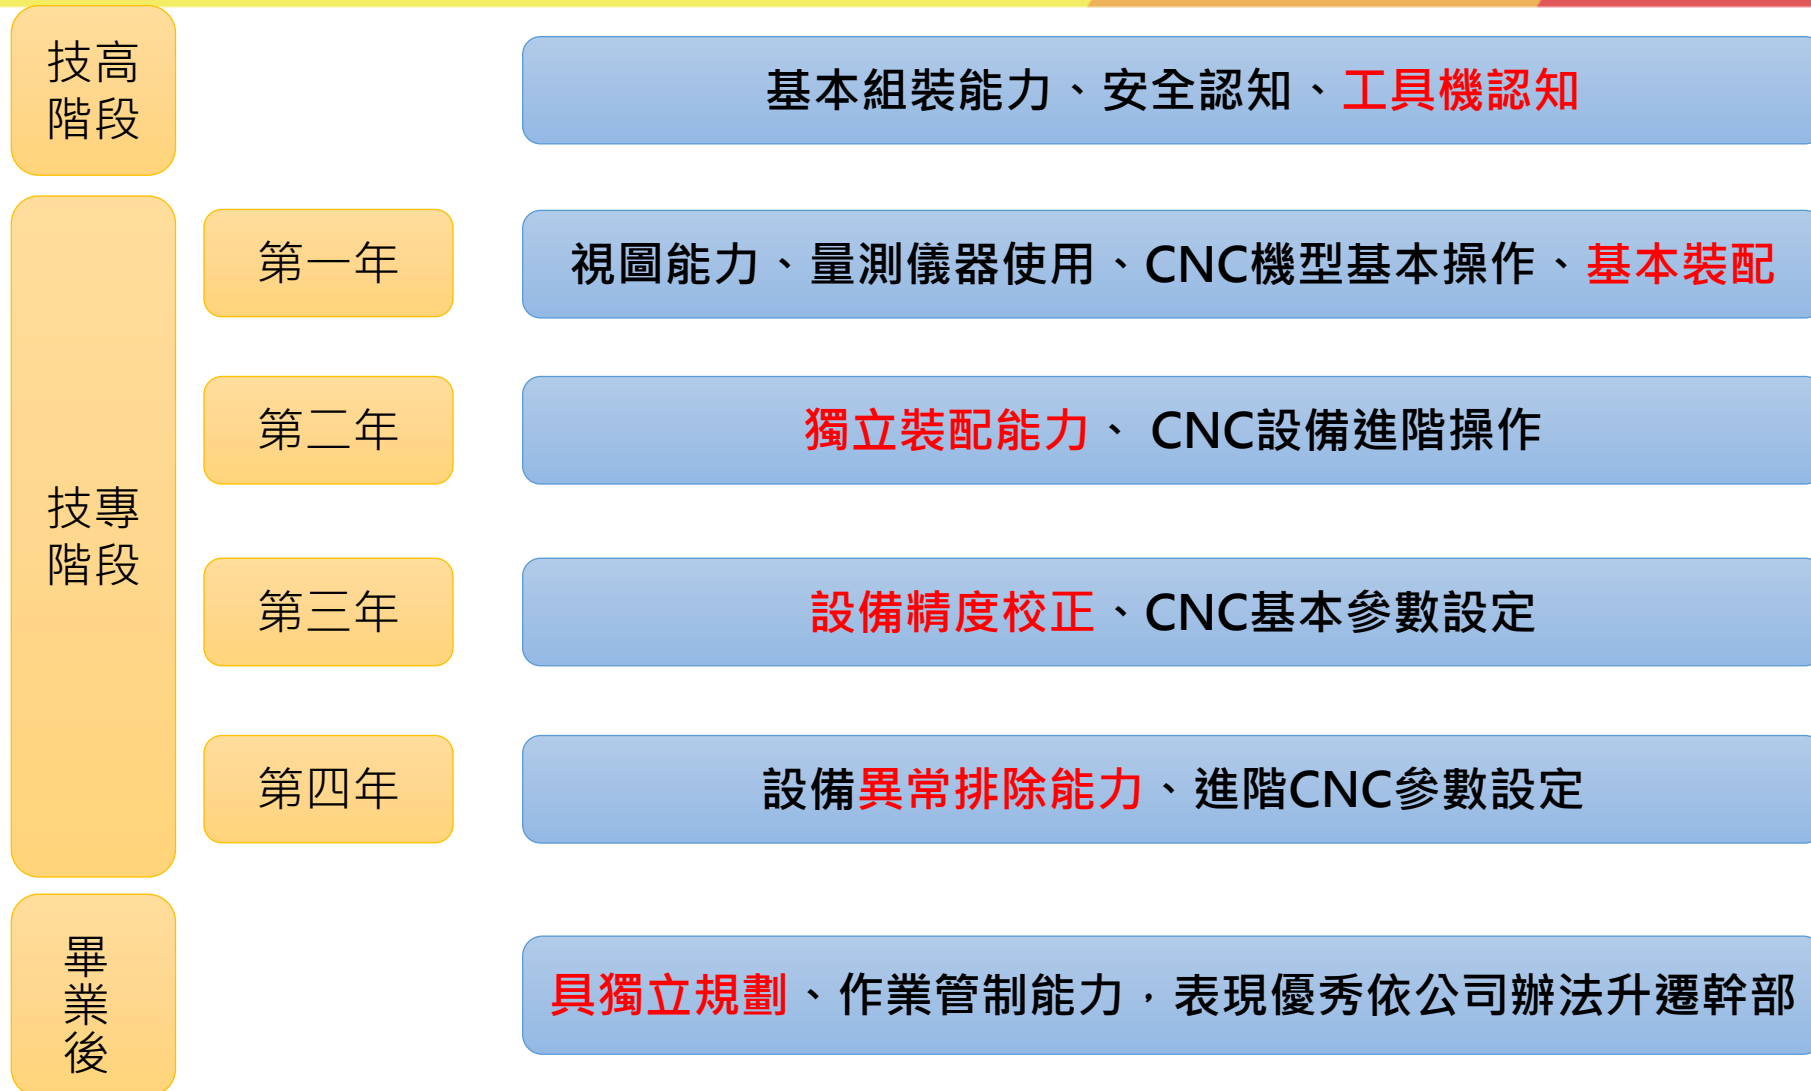 技高
階段
基本組裝能力、安全認知、工具機認知
技專
階段
第一年
視圖能力、量測儀器使用、CNC機型基本操作、基本裝配
第二年
獨立裝配能力、 CNC設備進階操作
第三年
設備精度校正、CNC基本參數設定
第四年
設備異常排除能力、進階CNC參數設定
畢業後
具獨立規劃、作業管制能力，表現優秀依公司辦法升遷幹部